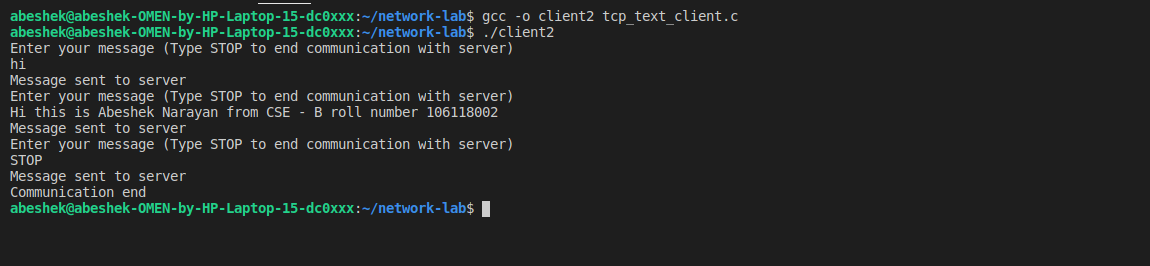 abeshek@abeshek-OMEN-by-HP-Laptop-15-dc0xxx:~/network-lab$ gcc -o client2 tcp_text_client.c
abeshek@abeshek-OMEN-by-HP-Laptop-15-dc0xxx:~/network-lab$ ./client2
Enter your message (Type STOP to end communication with server)
hi
Message sent to server
Enter your message (Type STOP to end communication with server)
Hi this is Abeshek Narayan from CSE - B roll number 106118002
Message sent to server
Enter your message (Type STOP to end communication with server)
STOP
Message sent to server
Communication end
abeshek@abeshek-OMEN-by-HP-Laptop-15-dc0xxx:~/network-lab$